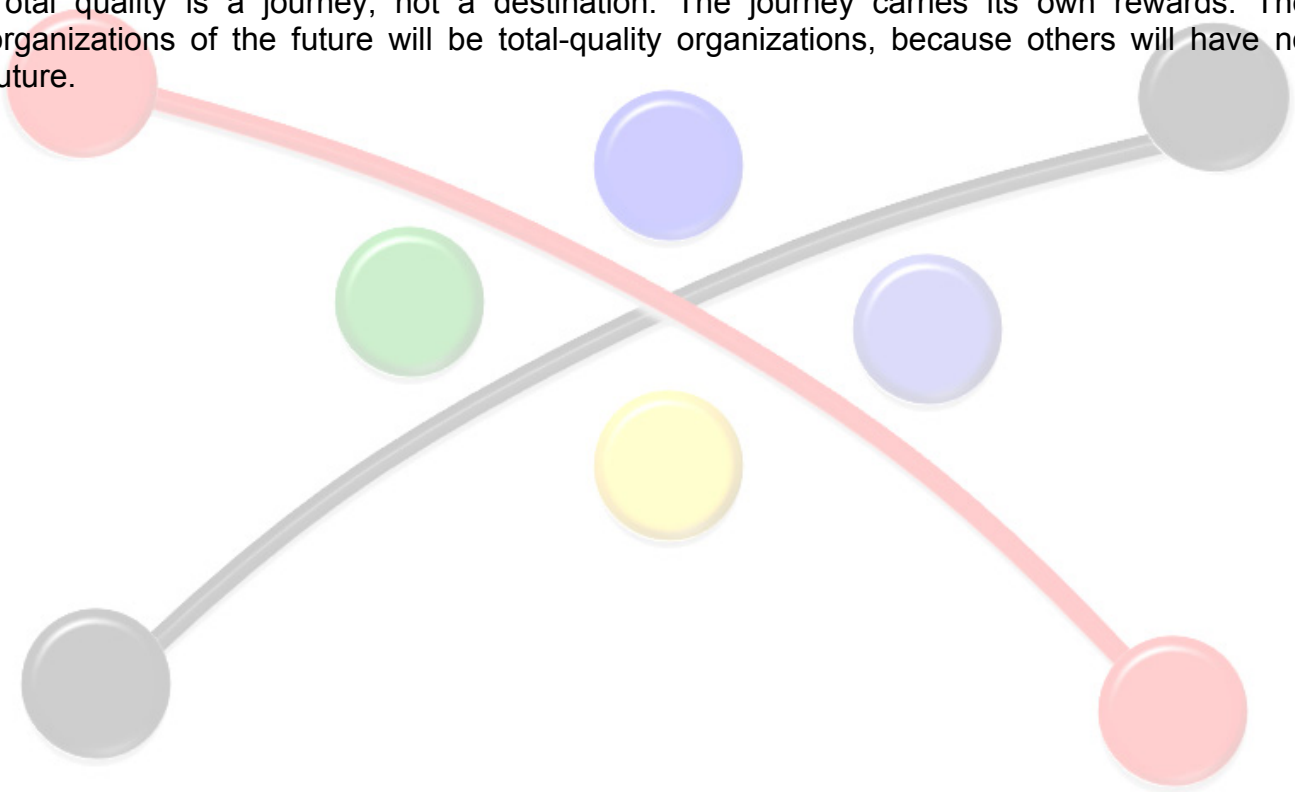 Total quality is a journey, not a destination. The journey carries its own rewards. The
organizations of the future will be total-quality organizations, because others will have no
future.